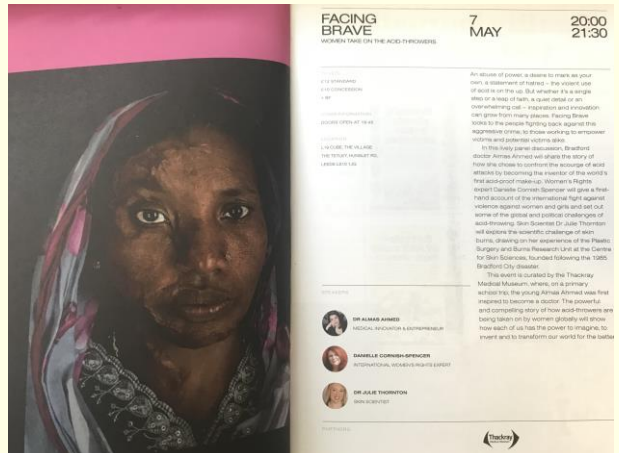 FACING
BRAVE
WOMEN TAKE ON THE ACID-THROWERS
7
MAY
20:00
21:30
£12 STANDARD
£10 CONCESSION
DOORS OPEN AT 19:45
LEEDS
An abuse of power, a desire to mark as your
own, a statement of hatred – the violent use
of acid is on the up. But whether it's a single
step or a leap of faith, a quiet detail or an
overwhelming call – inspiration and innovation
can grow from many places. Facing Brave
looks to the people fighting back against this
aggressive crime, to those working to empower
victims and potential victims alike.
In this lively panel discussion, Bradford
doctor Almas Ahmed will share the story of
how she chose to confront the scourge of acid
attacks by becoming the inventor of the world's
first acid-proof make-up. Women's Rights
expert Danielle Cornish-Spencer will give a first-
hand account of the international fight against
violence against women and girls and set out
some of the global and political challenges of
acid-throwing. Skin Scientist Dr Julie Thornton
will explore the scientific challenge of skin
burns, drawing on her experience of the Plastic
Surgery and Burns Research Unit at the Centre
for Skin Sciences, founded following the 1985
Bradford City disaster.
This event is curated by the Thackray
Medical Museum, where, on a primary
school trip, the young Almas Ahmed was first
inspired to become a doctor. The powerful
and compelling story of how acid-throwers are
being taken on by women globally will show
how each of us has the power to imagine, to
invent and to transform our world for the better
DR ALMAS AHMED
MEDICAL INNOVATOR & ENTREPRENEUR
DANIELLE CORNISH-SPENCER
INTERNATIONAL WOMEN'S RIGHTS EXPERT
DR JULIE THORNTON
SKIN SCIENTIST
Thackray